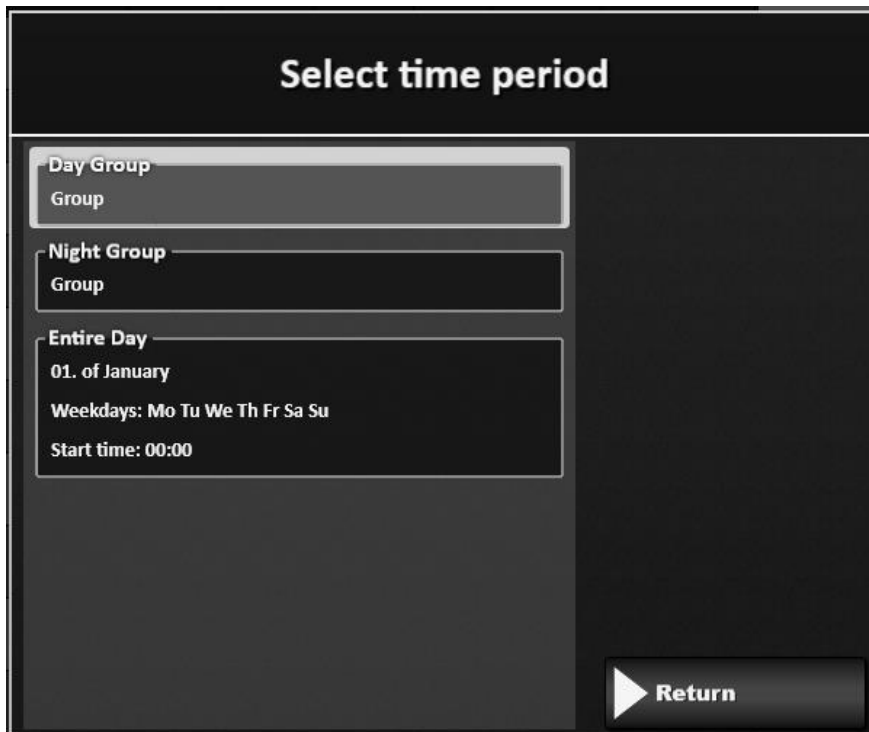 Select time period
Day Group
Group
Night Group
Group
Entire Day
01. of January
Weekdays: Mo Tu We Th Fr Sa Su
Start time: 00:00
Return